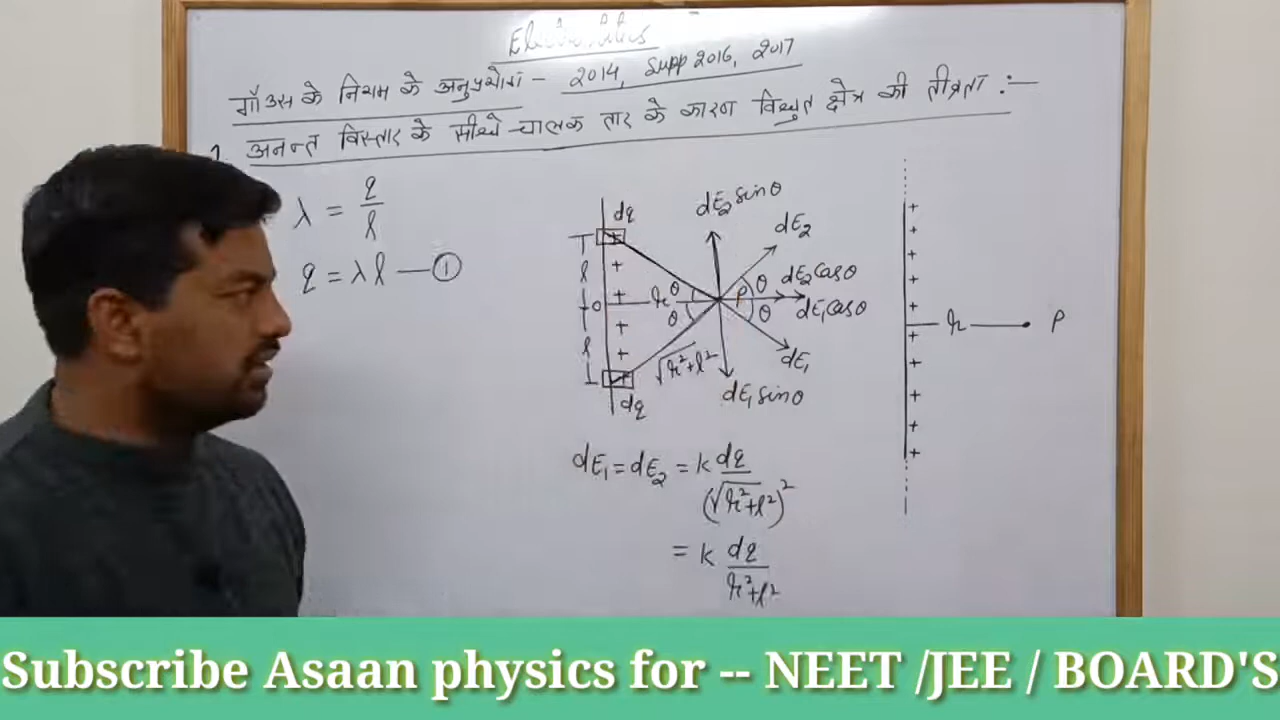 गॉउस के नियम के अनुप्रयोग - 2014, Supp 2016, 2017
अनन्त विस्तार के सीधे चालक तार के कारण विद्युत क्षेत्र की तीव्रता :-
λ = q/l
q = λl — ①
dq
dE₂ sinθ
dE₂
+
l
+
dE₂ cosθ
θ
θ
o
r
P
θ
θ
dE₁ cosθ
+
l
+
√r²+l²
dE₁
dq
dE₁ sinθ
dE₁ = dE₂ = k dq/(√r²+l²)²
= k dq/r²+l²
+
+
+
+
+
r
P
+
+
+
+
+
Subscribe Asaan physics for -- NEET /JEE / BOARD'S